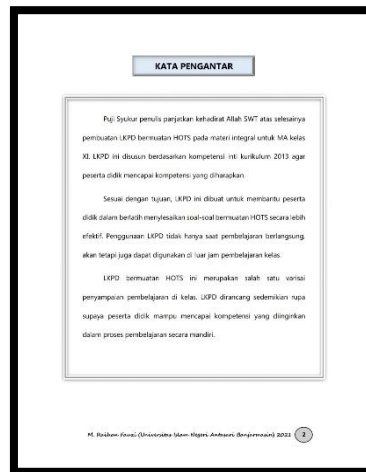 KATA PENGANTAR
Puji Syukur penulis panjatkan kehadirat Allah SWT atas selesainya
pembuatan LKPD bermuatan HOTS pada materi integral untuk MA kelas
XI. LKPD ini disusun berdasarkan kompetensi inti kurikulum 2013 agar
peserta didik mencapai kompetensi yang diharapkan.
Sesuai dengan tujuan, LKPD ini dibuat untuk membantu peserta
didik dalam berlatih menyelesaikan soal-soal bermuatan HOTS secara lebih
efektif. Penggunaan LKPD tidak hanya saat pembelajaran berlangsung,
akan tetapi juga dapat digunakan di luar jam pembelajaran kelas.
LKPD bermuatan HOTS ini merupakan salah satu variasi
penyampaian pembelajaran di kelas. LKPD dirancang sedemikian rupa
supaya peserta didik mampu mencapai kompetensi yang diinginkan
dalam proses pembelajaran secara mandiri.
M. Raihan Fauzi (Universitas Islam Negeri Antasari Banjarmasin) 2021 2